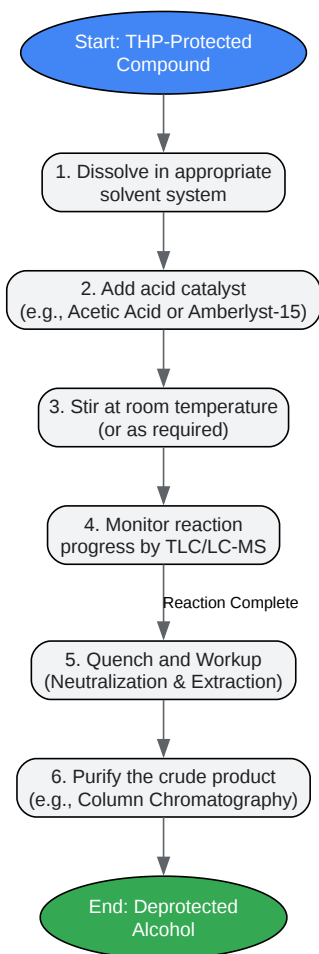 Start: THP-Protected
Compound
1. Dissolve in appropriate
solvent system
2. Add acid catalyst
(e.g., Acetic Acid or Amberlyst-15)
3. Stir at room temperature
(or as required)
4. Monitor reaction
progress by TLC/LC-MS
Reaction Complete
5. Quench and Workup
(Neutralization & Extraction)
6. Purify the crude product
(e.g., Column Chromatography)
End: Deprotected
Alcohol